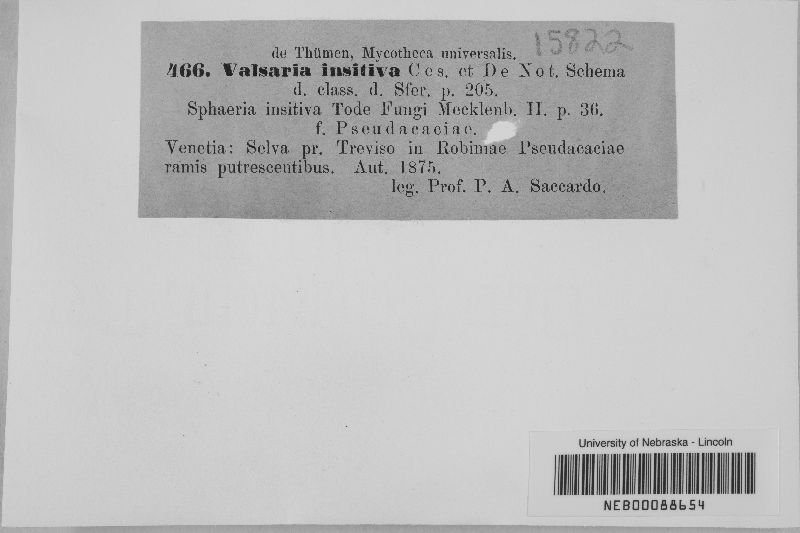 15822
de Thümen, Mycotheca universalis.
466. Valsaria insitiva Ces. et De Not. Schema
d. class. d. Sfer. p. 205.
Sphaeria insitiva Tode Fungi Mecklenb. II. p. 36.
f. Pseudacaciae.
Venetia: Selva pr. Treviso in Robiniae Pseudacaciae
ramis putrescentibus. Aut. 1875.
leg. Prof. P. A. Saccardo.
University of Nebraska - Lincoln
NEB00088654